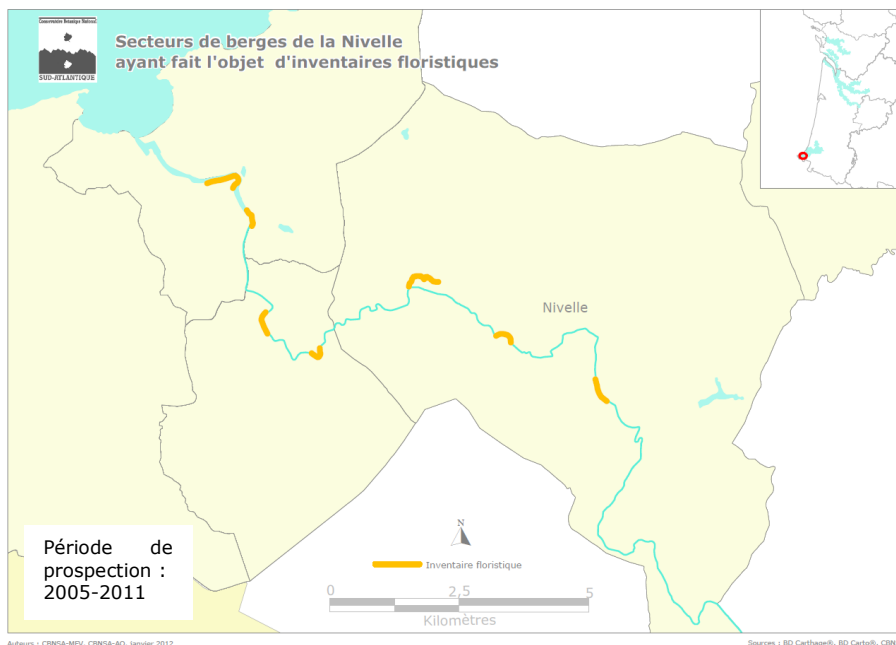 Conservatoire Botanique National
SUD-ATLANTIQUE
Secteurs de berges de la Nivelle
ayant fait l'objet d'inventaires floristiques
Nivelle
Période de
prospection :
2005-2011
N
Inventaire floristique
0 2,5 5
Kilomètres
Auteurs : CBNSA-MFV, CBNSA-AO, Janvier 2012
Sources : BD Carthage®, BD Carto®, CBN